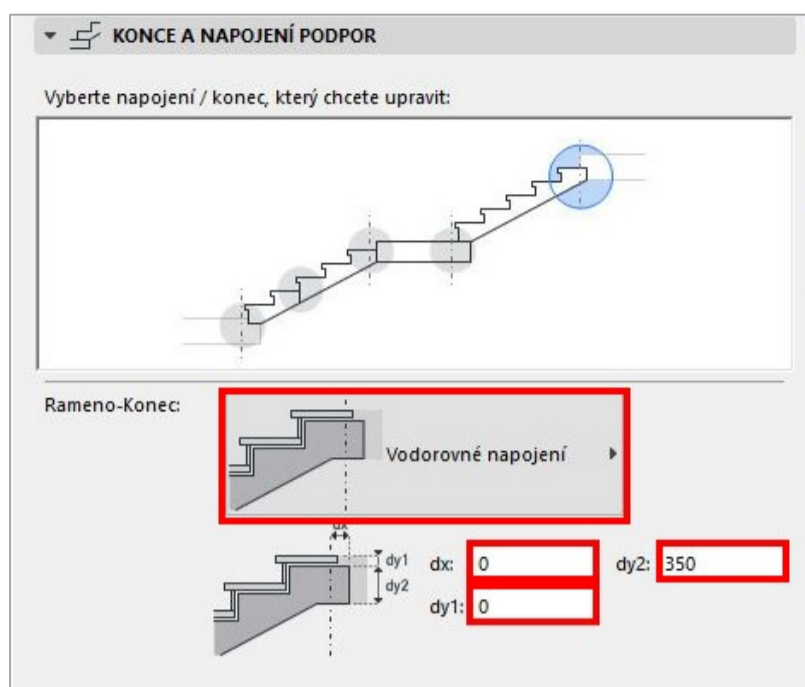 KONCE A NAPOJENÍ PODPOR
Vyberte napojení / konec, který chcete upravit:
Rameno-Konec:
Vodorovné napojení
dx
dy1
dy2
dx: 0
dy2: 350
dy1: 0